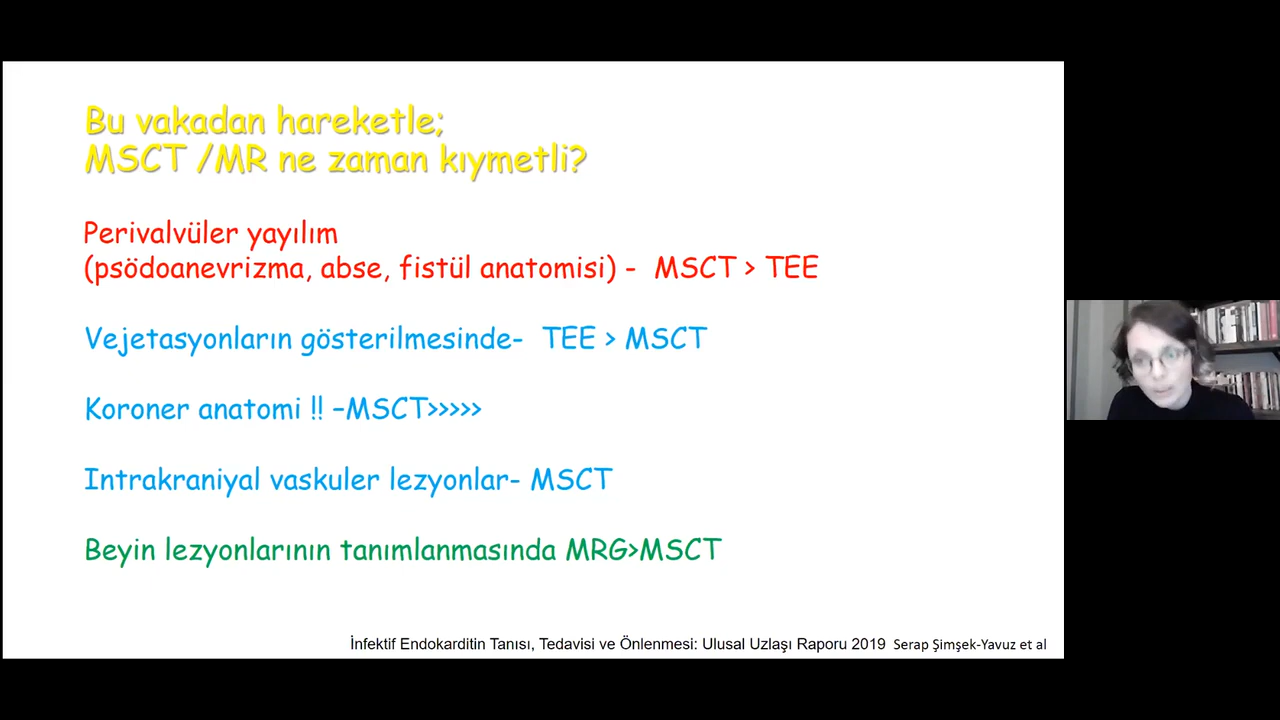 Bu vakadan hareketle;
MSCT /MR ne zaman kıymetli?
Perivalvüler yayılım
(psödoanevrizma, abse, fistül anatomisi) - MSCT > TEE
Vejetasyonların gösterilmesinde- TEE > MSCT
Koroner anatomi !! –MSCT>>>>>
Intrakraniyal vaskuler lezyonlar- MSCT
Beyin lezyonlarının tanımlanmasında MRG>MSCT
İnfektif Endokarditin Tanısı, Tedavisi ve Önlenmesi: Ulusal Uzlaşı Raporu 2019 Serap Şimşek-Yavuz et al